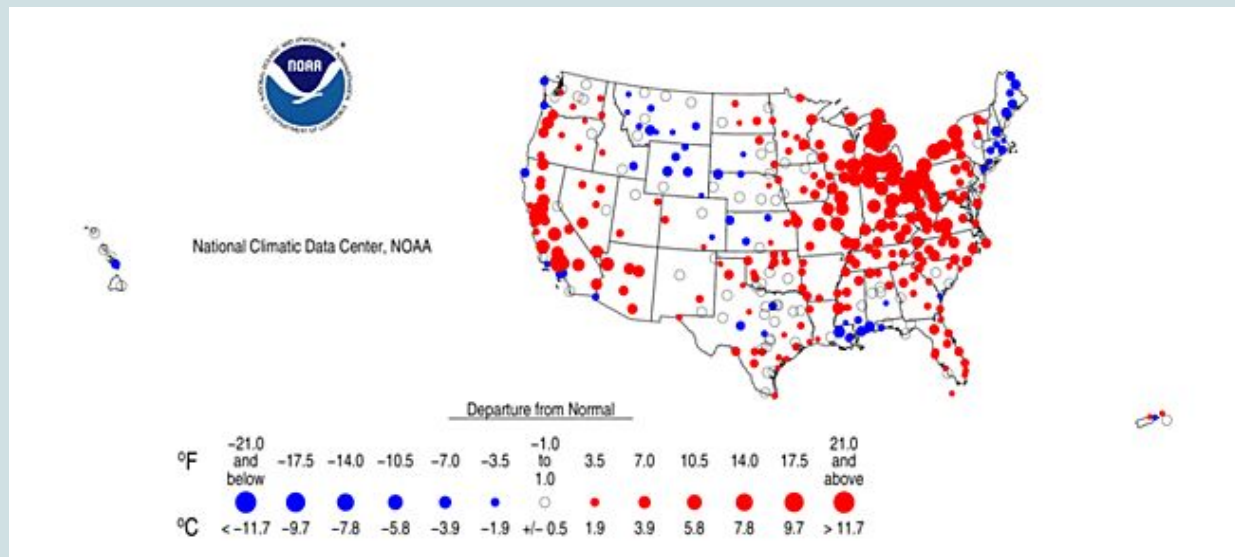 NOAA
National Climatic Data Center, NOAA
Departure from Normal
°F -21.0 and below -17.5 -14.0 -10.5 -7.0 -3.5 -1.0 to 1.0 3.5 7.0 10.5 14.0 17.5 21.0 and above
°C < -11.7 -9.7 -7.8 -5.8 -3.9 -1.9 +/- 0.5 1.9 3.9 5.8 7.8 9.7 > 11.7